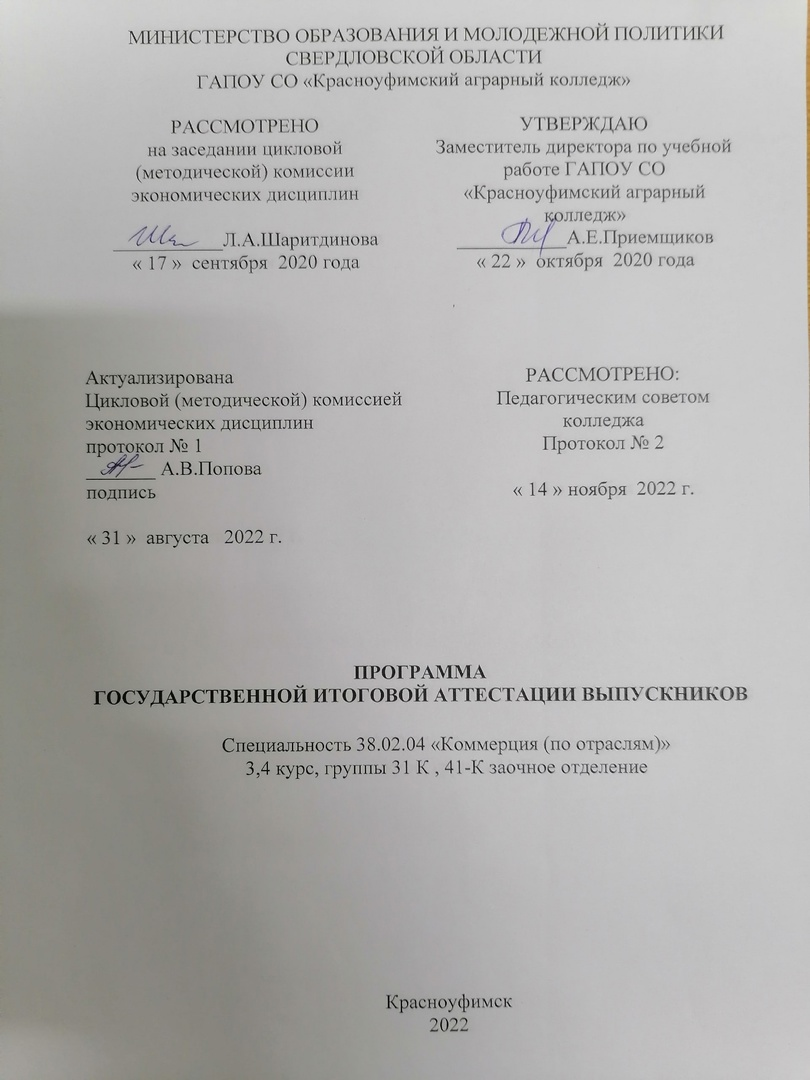 МИНИСТЕРСТВО ОБРАЗОВАНИЯ И МОЛОДЕЖНОЙ ПОЛИТИКИ
СВЕРДЛОВСКОЙ ОБЛАСТИ
ГАПОУ СО «Красноуфимский аграрный колледж»
РАССМОТРЕНО
на заседании цикловой
(методической) комиссии
экономических дисциплин
___________Л.А.Шаритдинова
« 17 » сентября 2020 года
УТВЕРЖДАЮ
Заместитель директора по учебной
работе ГАПОУ СО
«Красноуфимский аграрный
колледж»
___________А.Е.Приемщиков
« 22 » октября 2020 года
Актуализирована
Цикловой (методической) комиссией
экономических дисциплин
протокол № 1
_______ А.В.Попова
подпись
« 31 » августа 2022 г.
РАССМОТРЕНО:
Педагогическим советом
колледжа
Протокол № 2
« 14 » ноября 2022 г.
ПРОГРАММА
ГОСУДАРСТВЕННОЙ ИТОГОВОЙ АТТЕСТАЦИИ ВЫПУСКНИКОВ
Специальность 38.02.04 «Коммерция (по отраслям)»
3,4 курс, группы 31 К , 41-К заочное отделение
Красноуфимск
2022